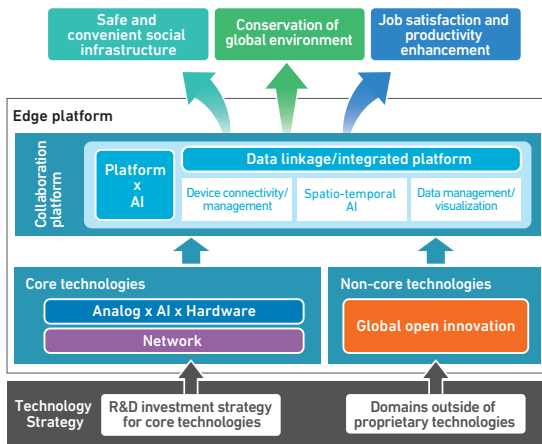 Safe and
convenient social
infrastructure
Conservation of
global environment
Job satisfaction and
productivity
enhancement
Edge platform
Collaboration
platform
Platform
x
AI
Data linkage/integrated platform
Device connectivity/
management
Spatio-temporal
AI
Data management/
visualization
Core technologies
Analog x AI x Hardware
Network
Non-core technologies
Global open innovation
Technology
Strategy
R&D investment strategy
for core technologies
Domains outside of
proprietary technologies